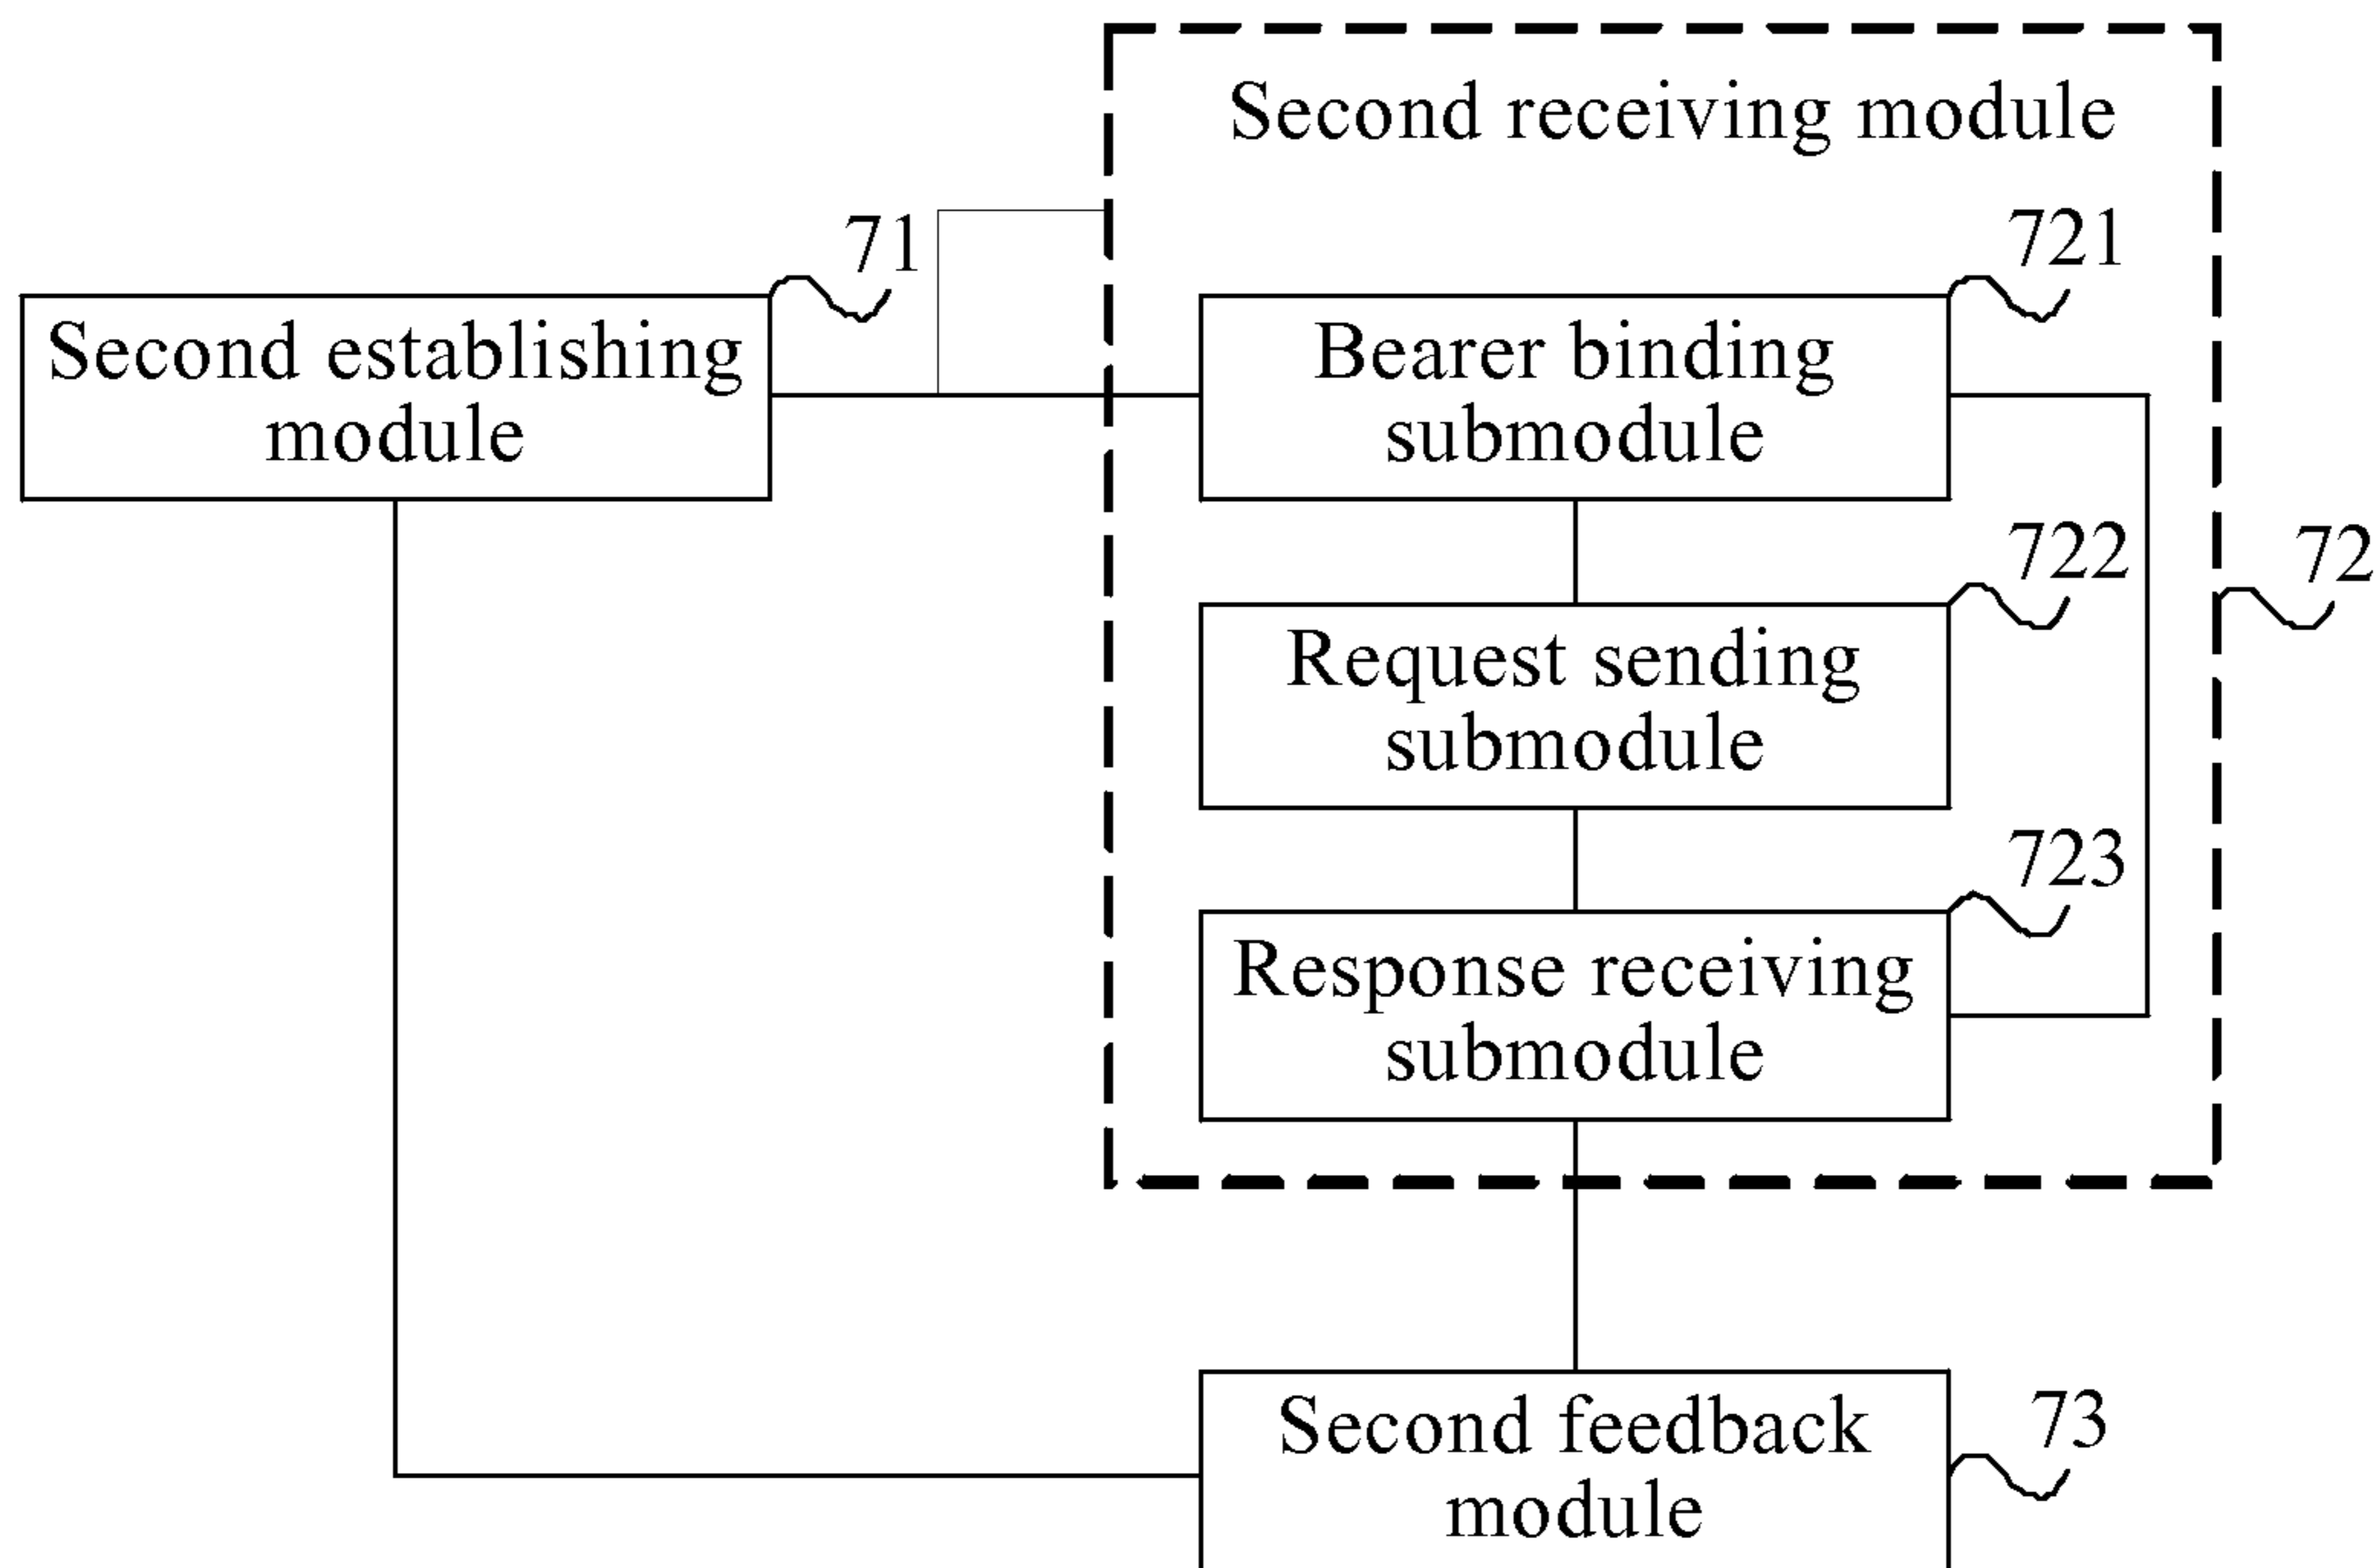 Second receiving module
71
721
Second establishing
module
Bearer binding
submodule
722
72
Request sending
submodule
723
Response receiving
submodule
Second feedback
module
73